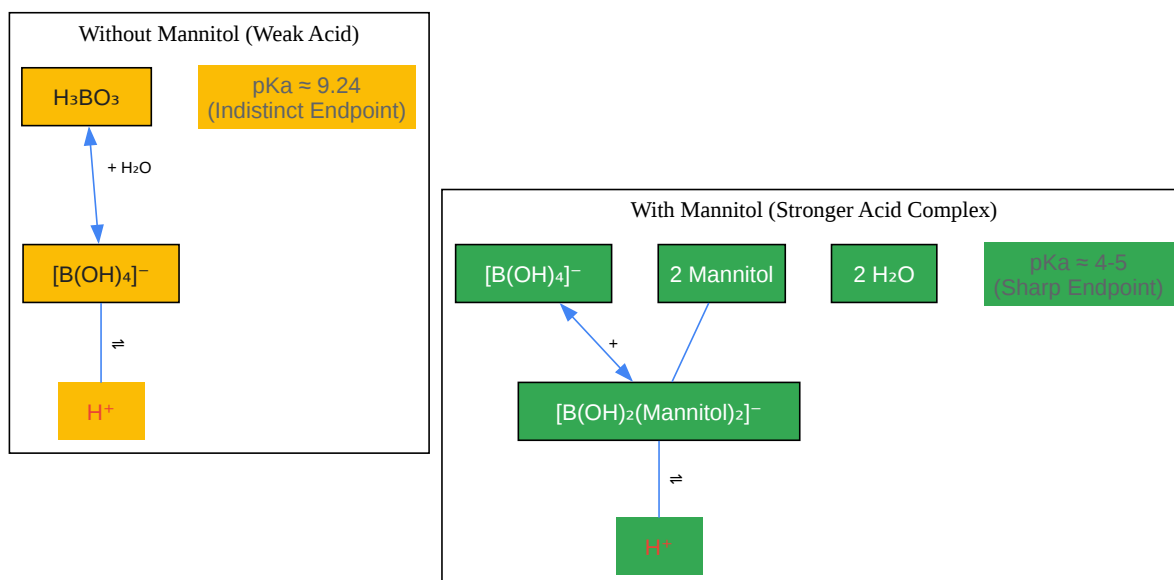 Without Mannitol (Weak Acid)
H₃BO₃
pKa ≈ 9.24
(Indistinct Endpoint)
+ H₂O
[B(OH)₄]⁻
⇌
H⁺
With Mannitol (Stronger Acid Complex)
[B(OH)₄]⁻
2 Mannitol
2 H₂O
pKa ≈ 4-5
(Sharp Endpoint)
+
[B(OH)₂(Mannitol)₂]⁻
⇌
H⁺